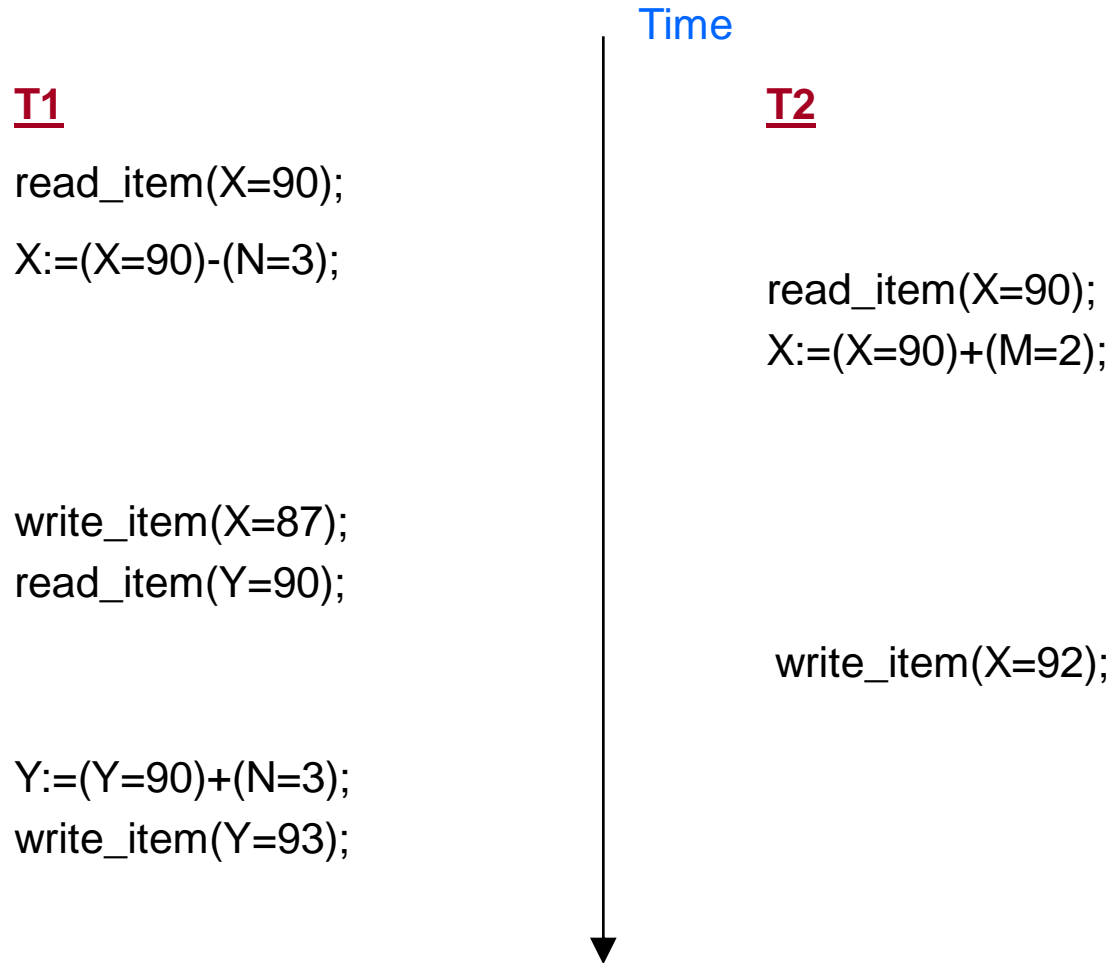 Time
T1
T2
read_item(X=90);
X:=(X=90)-(N=3);
read_item(X=90);
X:=(X=90)+(M=2);
write_item(X=87);
read_item(Y=90);
write_item(X=92);
Y:=(Y=90)+(N=3);
write_item(Y=93);